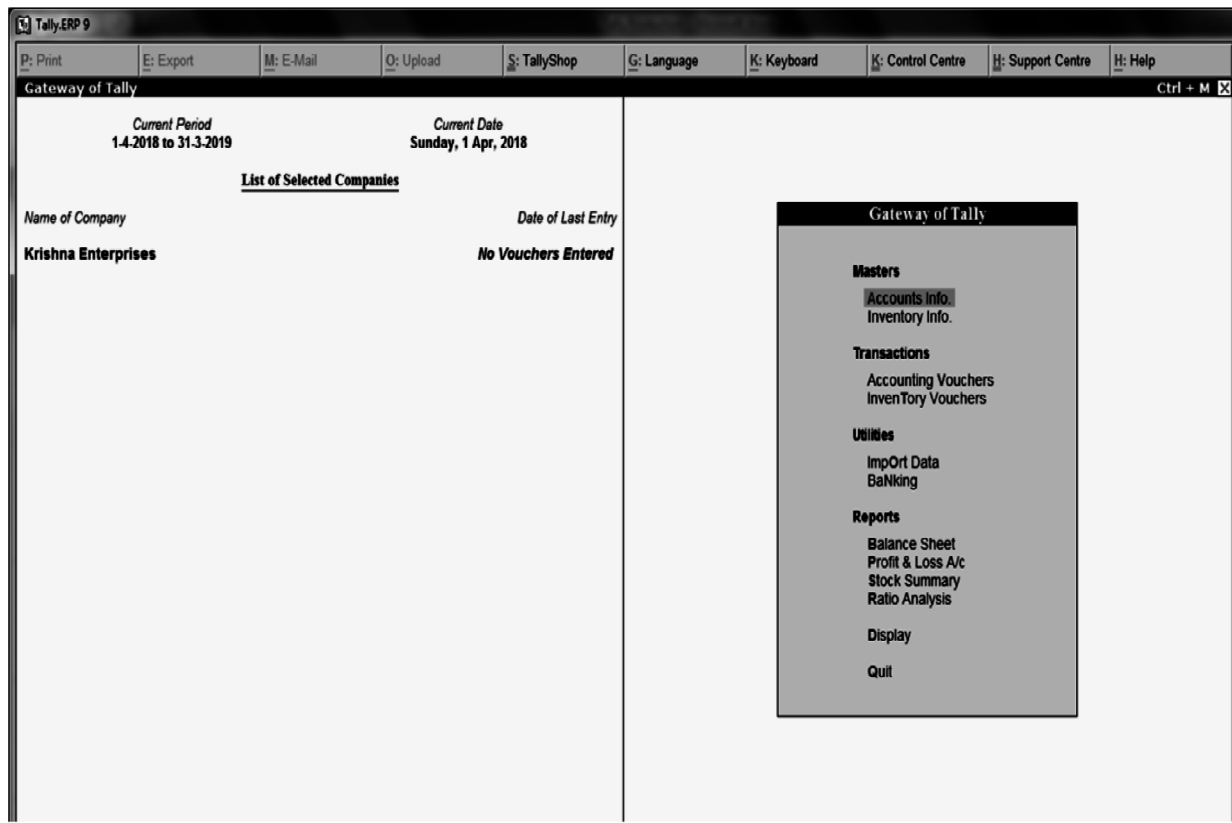 Tally.ERP 9
P: Print E: Export M: E-Mail O: Upload S: TallyShop G: Language K: Keyboard K: Control Centre H: Support Centre H: Help
Gateway of Tally Ctrl + M X
Current Period Current Date
1-4-2018 to 31-3-2019 Sunday, 1 Apr, 2018
List of Selected Companies
Name of Company Date of Last Entry
Krishna Enterprises No Vouchers Entered
Gateway of Tally
Masters
Accounts Info.
Inventory Info.
Transactions
Accounting Vouchers
InvenTory Vouchers
Utilities
ImpOrt Data
BaNking
Reports
Balance Sheet
Profit & Loss A/c
Stock Summary
Ratio Analysis
Display
Quit